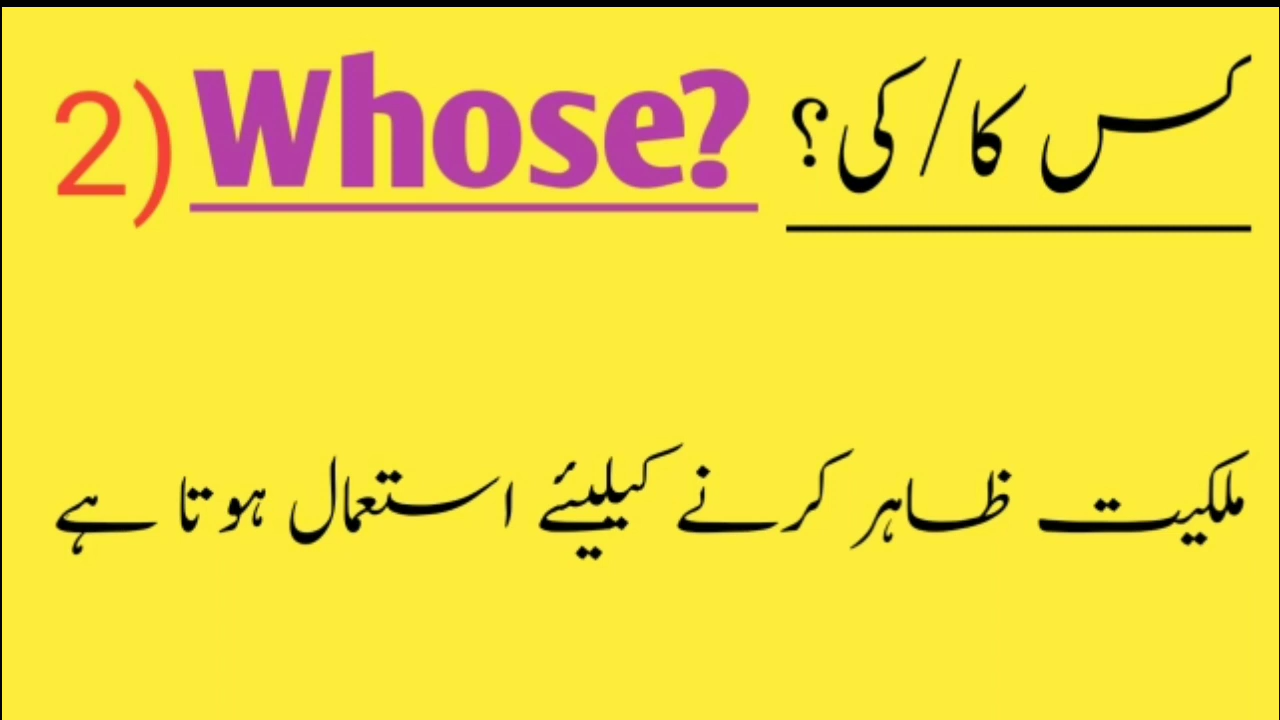 2) Whose? کس کا/کی؟
ملکیت ظاہر کرنے کیلیئے استعمال ہوتا ہے